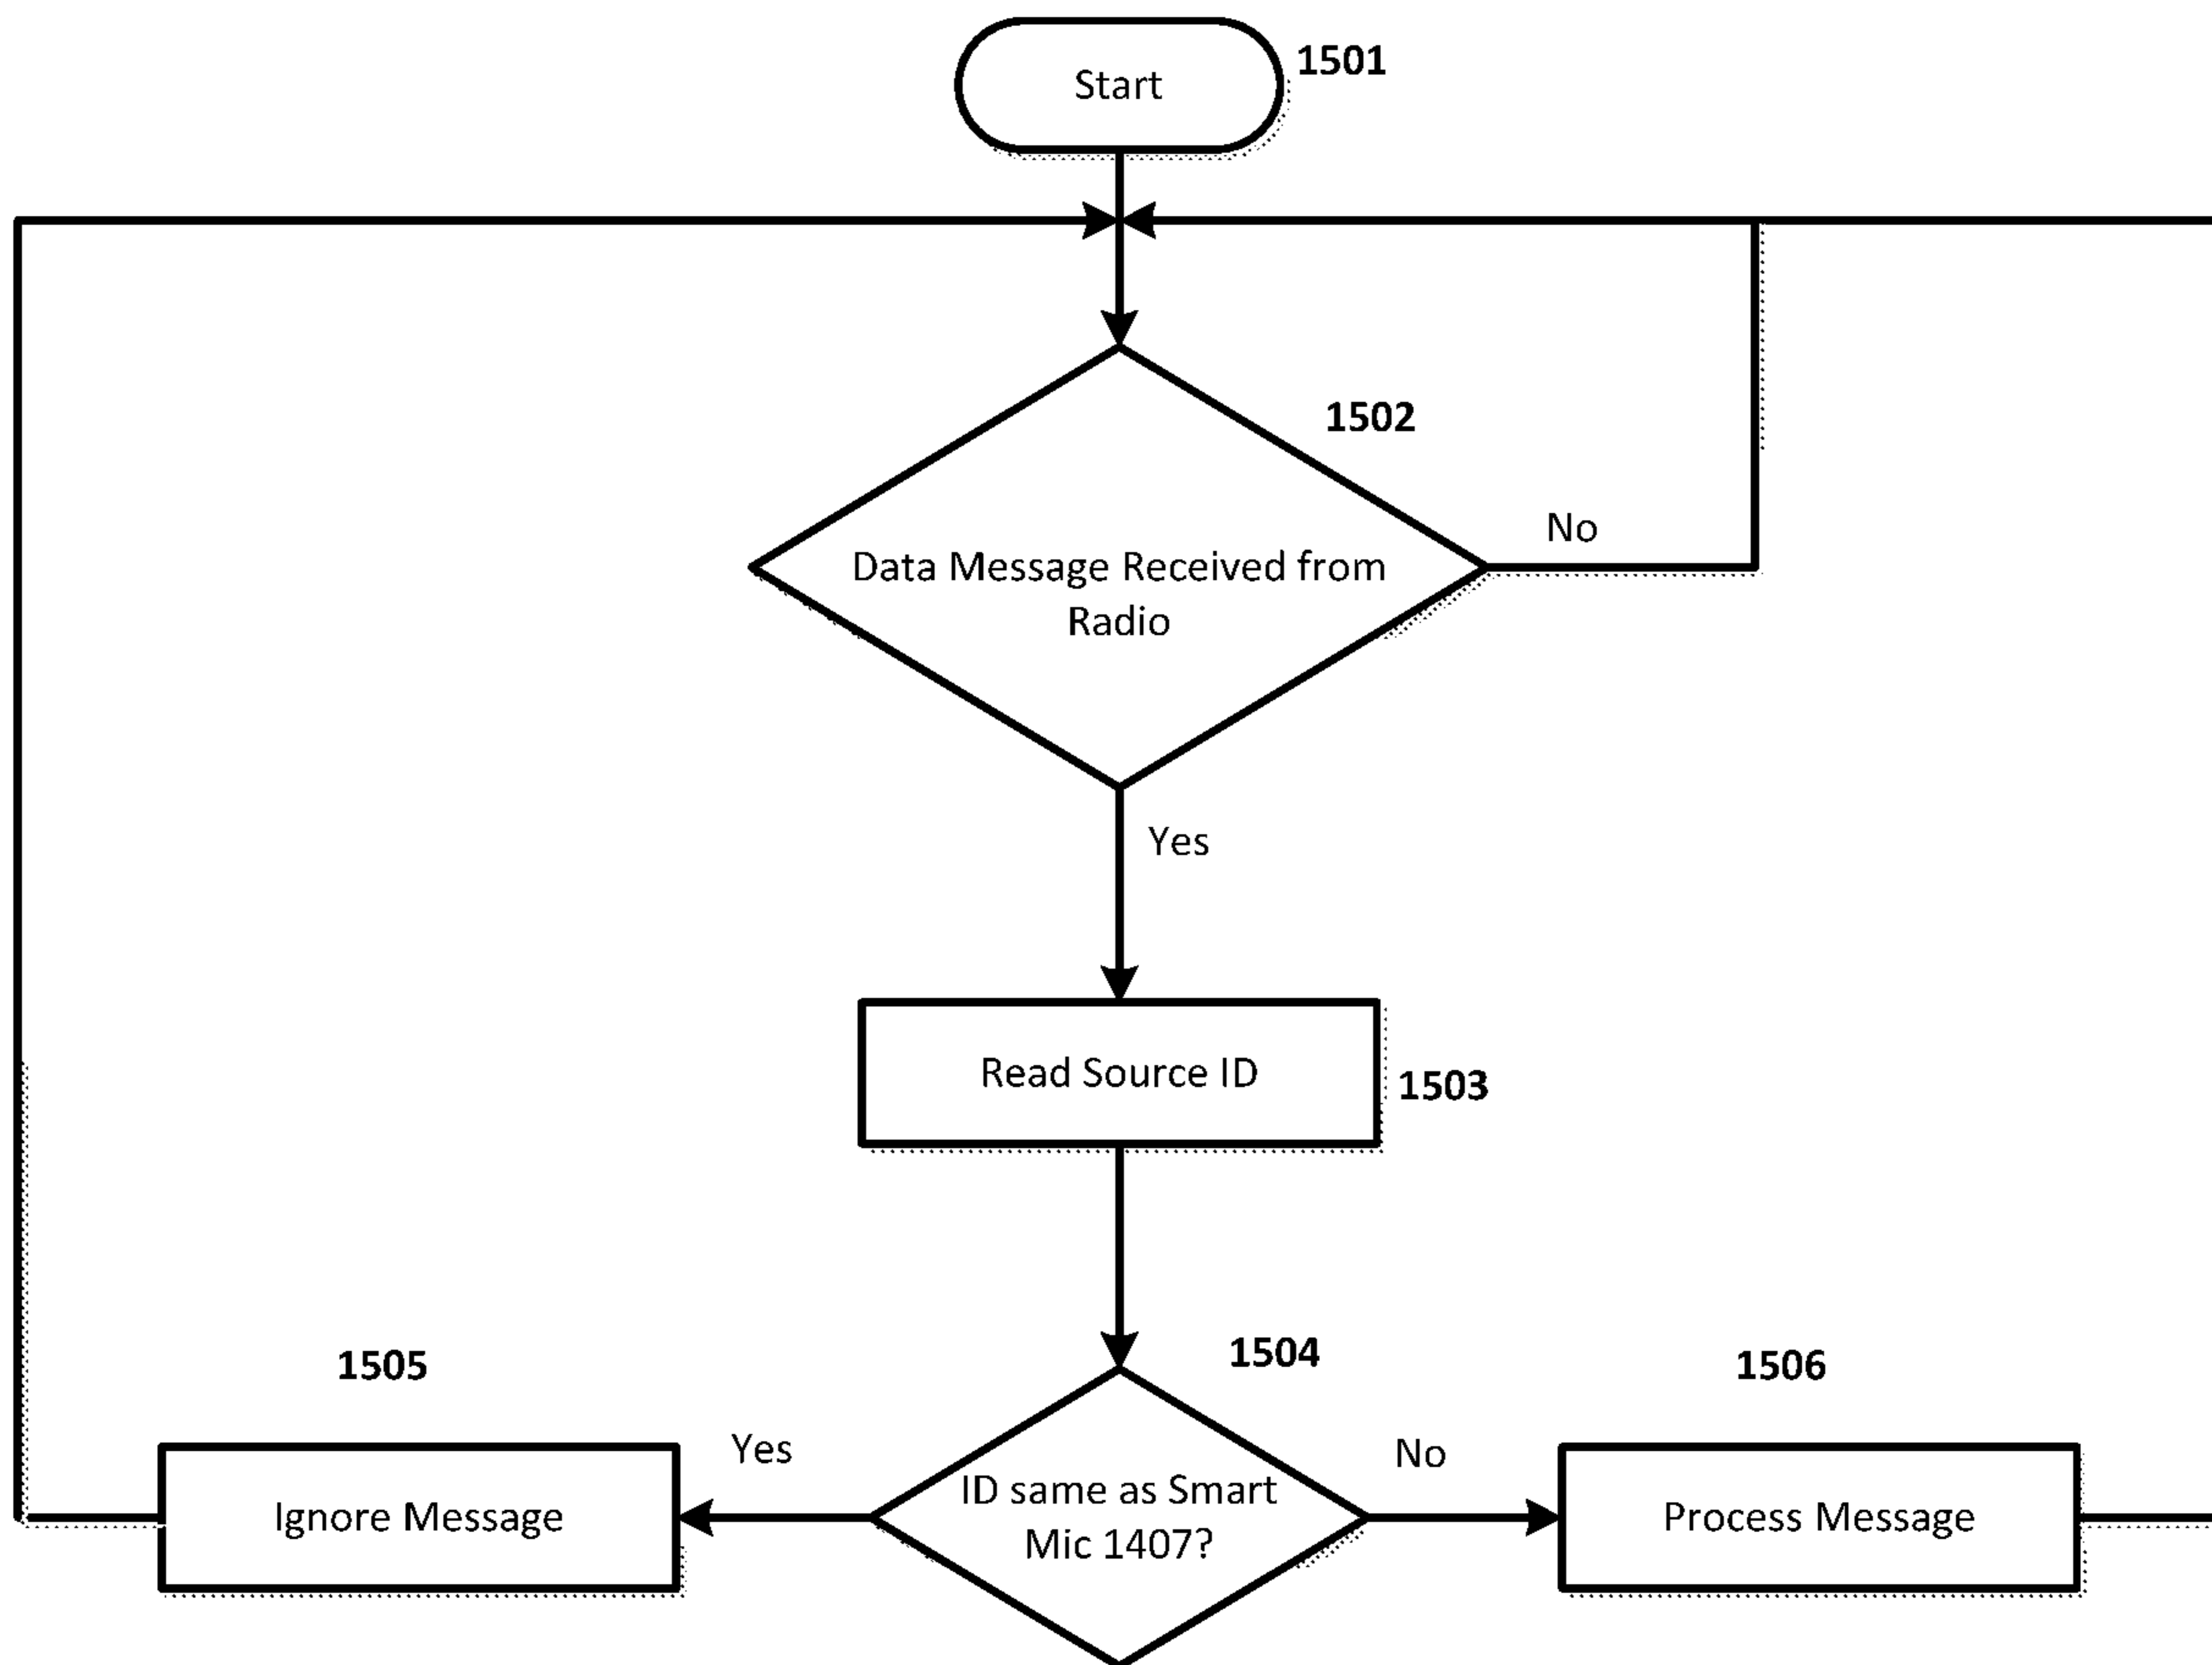 Start
1501
1502
No
Data Message Received from
Radio
Yes
Read Source ID
1503
1504
1505
1506
Yes
No
ID same as Smart
Mic 1407?
Ignore Message
Process Message